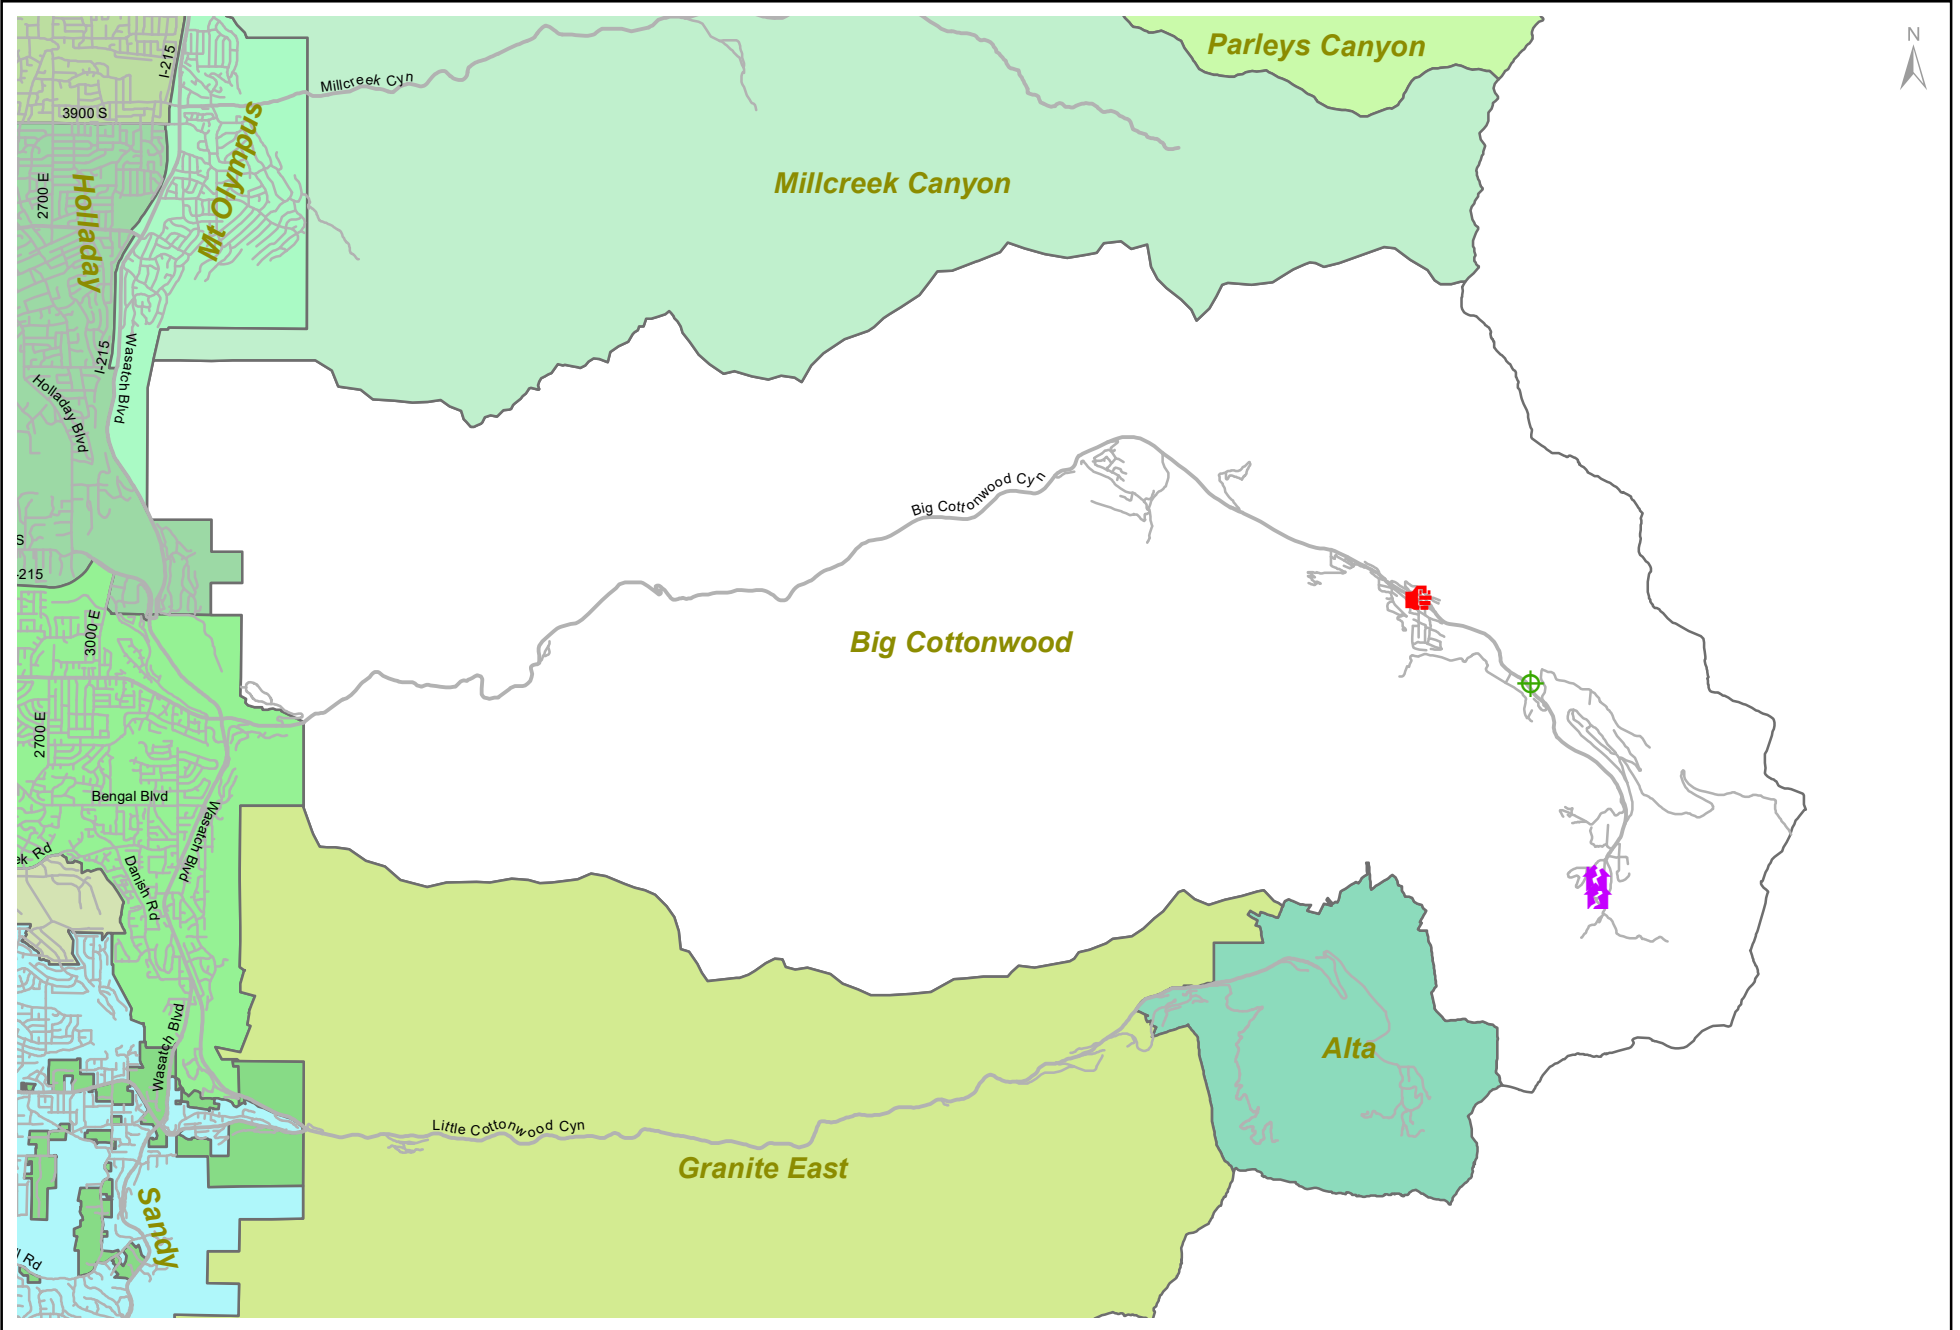 N
Parleys Canyon
I-215
Millcreek Cyn
3900 S
Mt Olympus
Millcreek Canyon
2700 E
Holladay
I-215
Wasatch Blvd
Holladay Blvd
Big Cottonwood Cyn
S
-215
3000 E
Big Cottonwood
2700 E
Bengal Blvd
Wasatch Blvd
ek Rd
Danish Rd
Wasatch Blvd
Alta
Little Cottonwood Cyn
Granite East
Sandy
l Rd